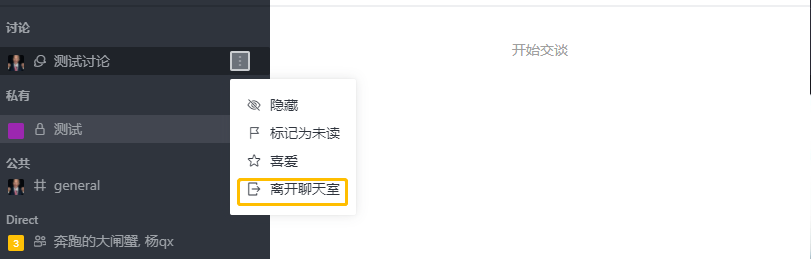 讨论
开始交谈
测试讨论
私有
隐藏
测试
标记为未读
公共
喜爱
general
离开聊天室
Direct
3 奔跑的大闸蟹, 杨qx